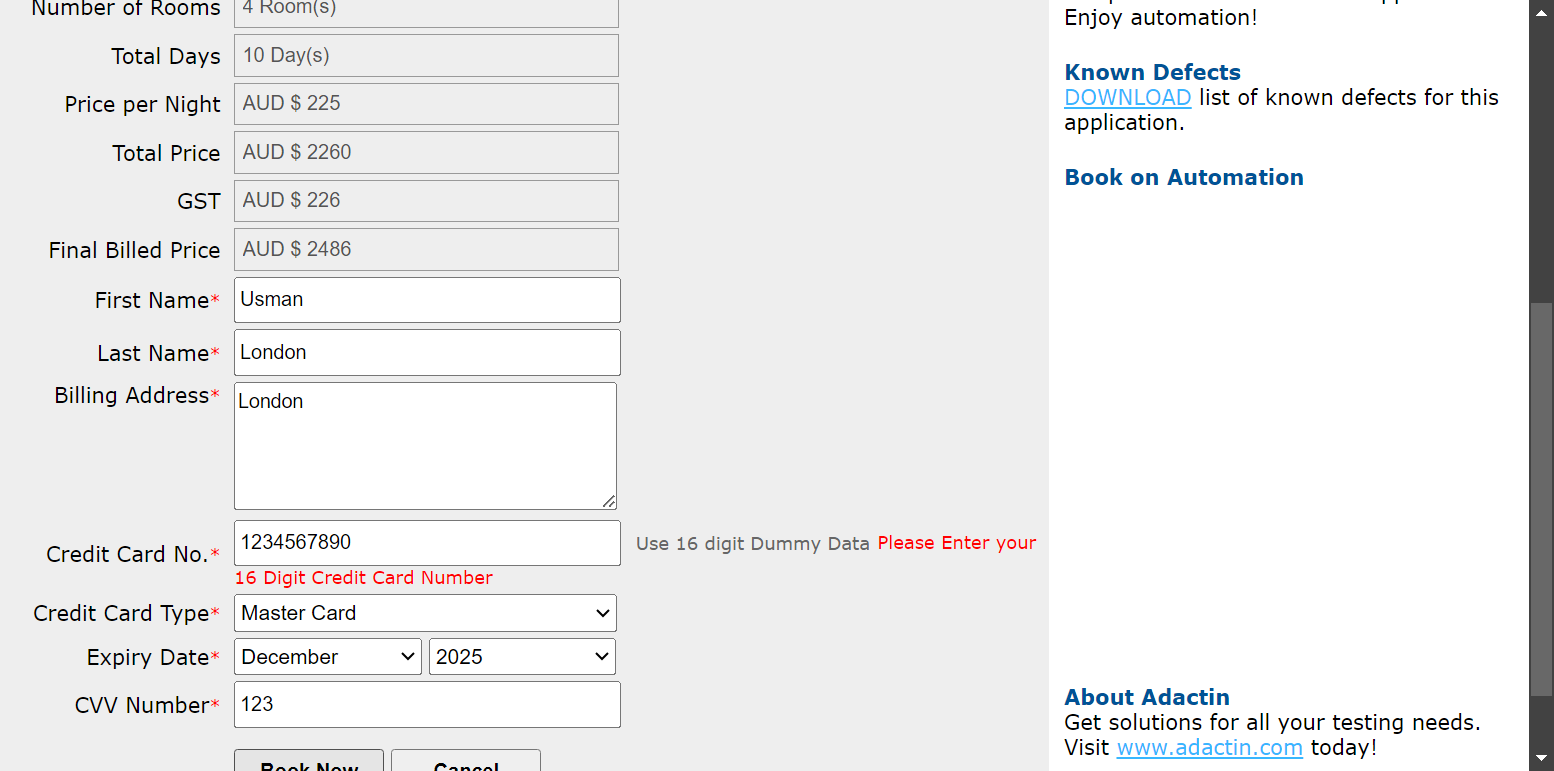 Number of Rooms 4 Room(s)
Total Days 10 Day(s)
Price per Night AUD $ 225
Total Price AUD $ 2260
GST AUD $ 226
Final Billed Price AUD $ 2486
First Name* Usman
Last Name* London
Billing Address* London
Credit Card No.* 1234567890 Use 16 digit Dummy Data Please Enter your
16 Digit Credit Card Number
Credit Card Type* Master Card
Expiry Date* December 2025
CVV Number* 123
Book Now Cancel
Enjoy automation!
Known Defects
DOWNLOAD list of known defects for this
application.
Book on Automation
About Adactin
Get solutions for all your testing needs.
Visit www.adactin.com today!